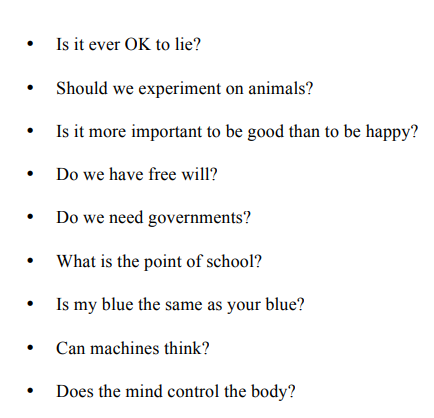 • Is it ever OK to lie?
• Should we experiment on animals?
• Is it more important to be good than to be happy?
• Do we have free will?
• Do we need governments?
• What is the point of school?
• Is my blue the same as your blue?
• Can machines think?
• Does the mind control the body?